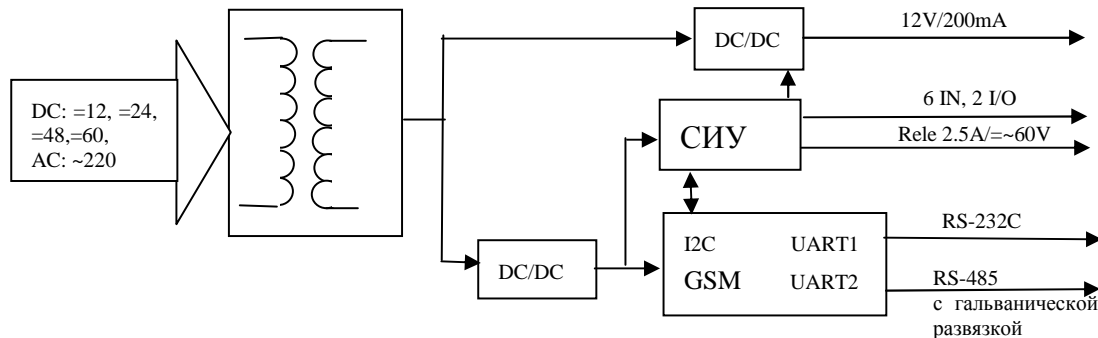 DC: =12, =24,
=48,=60,
AC: ~220
DC/DC
12V/200mA
СИУ
6 IN, 2 I/O
Rele 2.5A/=~60V
DC/DC
I2C UART1
GSM UART2
RS-232C
RS-485
с гальванической
развязкой